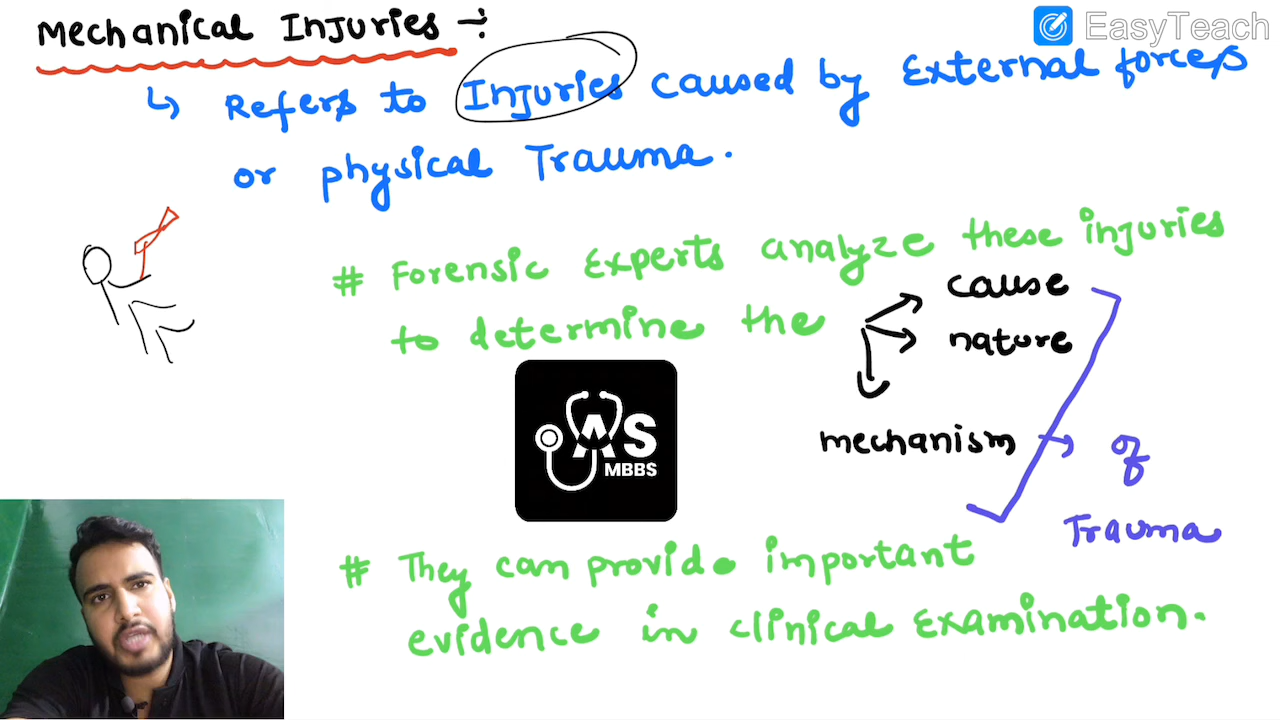 Mechanical Injuries -:
EasyTeach
↳ Refers to Injuries caused by External forces
or physical Trauma.
# Forensic Experts analyze these injuries
to determine the
cause
nature
mechanism → of
Trauma
AS
MBBS
# They can provide important
evidence in clinical Examination.